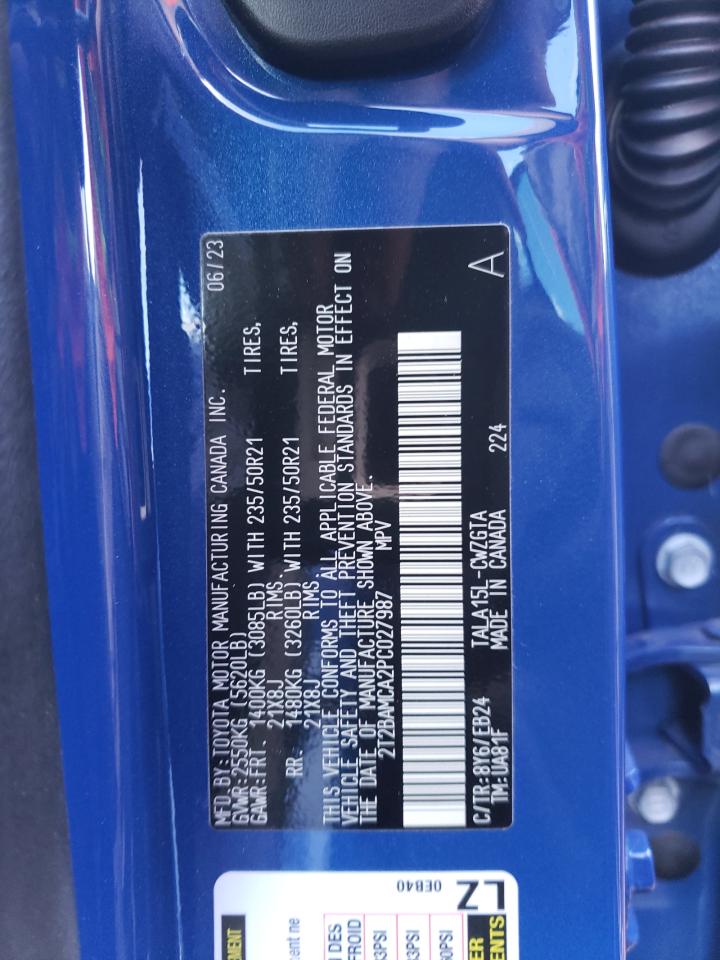 MFD.BY:TOYOTA MOTOR MANUFACTURING CANADA INC. 06/23
GVWR:2550KG (5620LB)
GAWR:FRT. 1400KG (3085LB) WITH 235/50R21 TIRES,
21X8J RIMS.
RR. 1480KG (3260LB) WITH 235/50R21 TIRES,
21X8J RIMS.
THIS VEHICLE CONFORMS TO ALL APPLICABLE FEDERAL MOTOR
VEHICLE SAFETY AND THEFT PREVENTION STANDARDS IN EFFECT ON
THE DATE OF MANUFACTURE SHOWN ABOVE.
2T2BAMCA2PC027987 MPV
C/TR:8Y6/EB24 TALA15L-CWZGTA 224 A
TM:UA81F MADE IN CANADA
LZ
0EB40